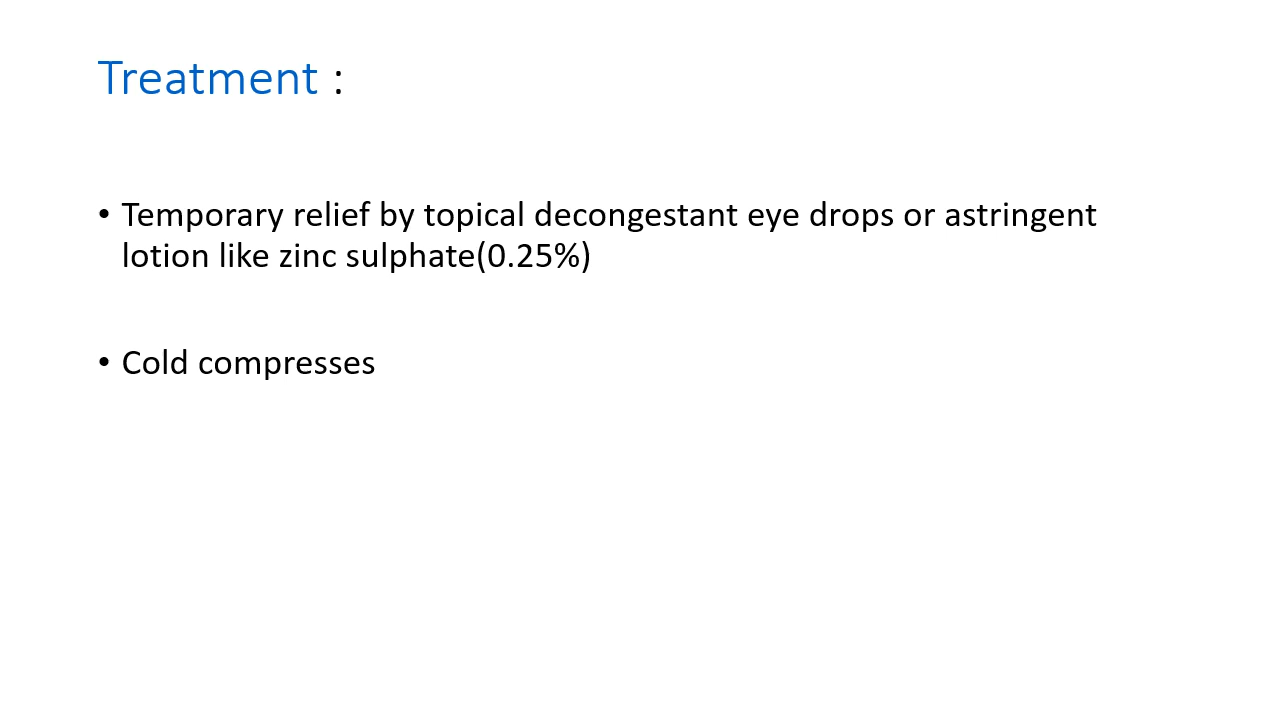 Treatment :
• Temporary relief by topical decongestant eye drops or astringent
lotion like zinc sulphate(0.25%)
• Cold compresses